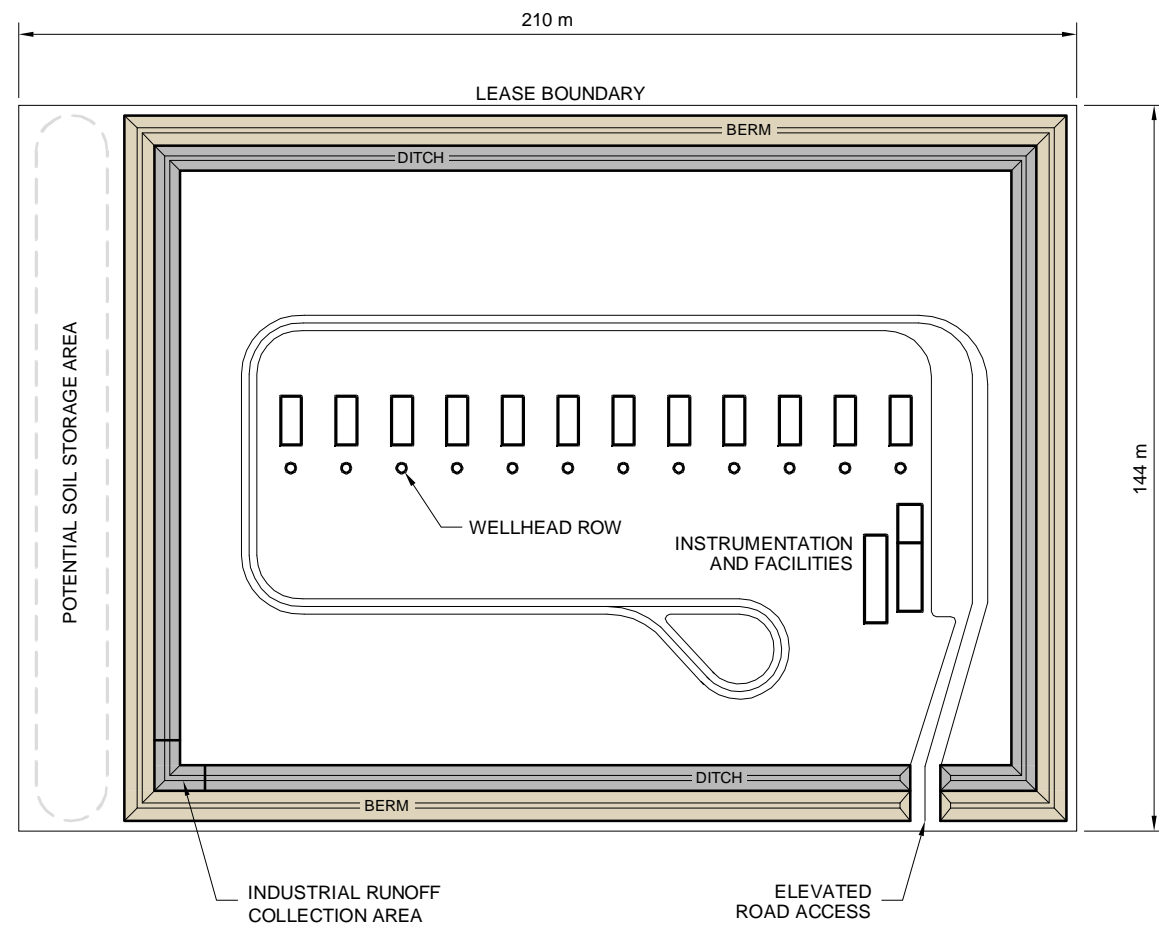 210 m
LEASE BOUNDARY
BERM
DITCH
144 m
POTENTIAL SOIL STORAGE AREA
WELLHEAD ROW
INSTRUMENTATION
AND FACILITIES
DITCH
BERM
INDUSTRIAL RUNOFF
COLLECTION AREA
ELEVATED
ROAD ACCESS